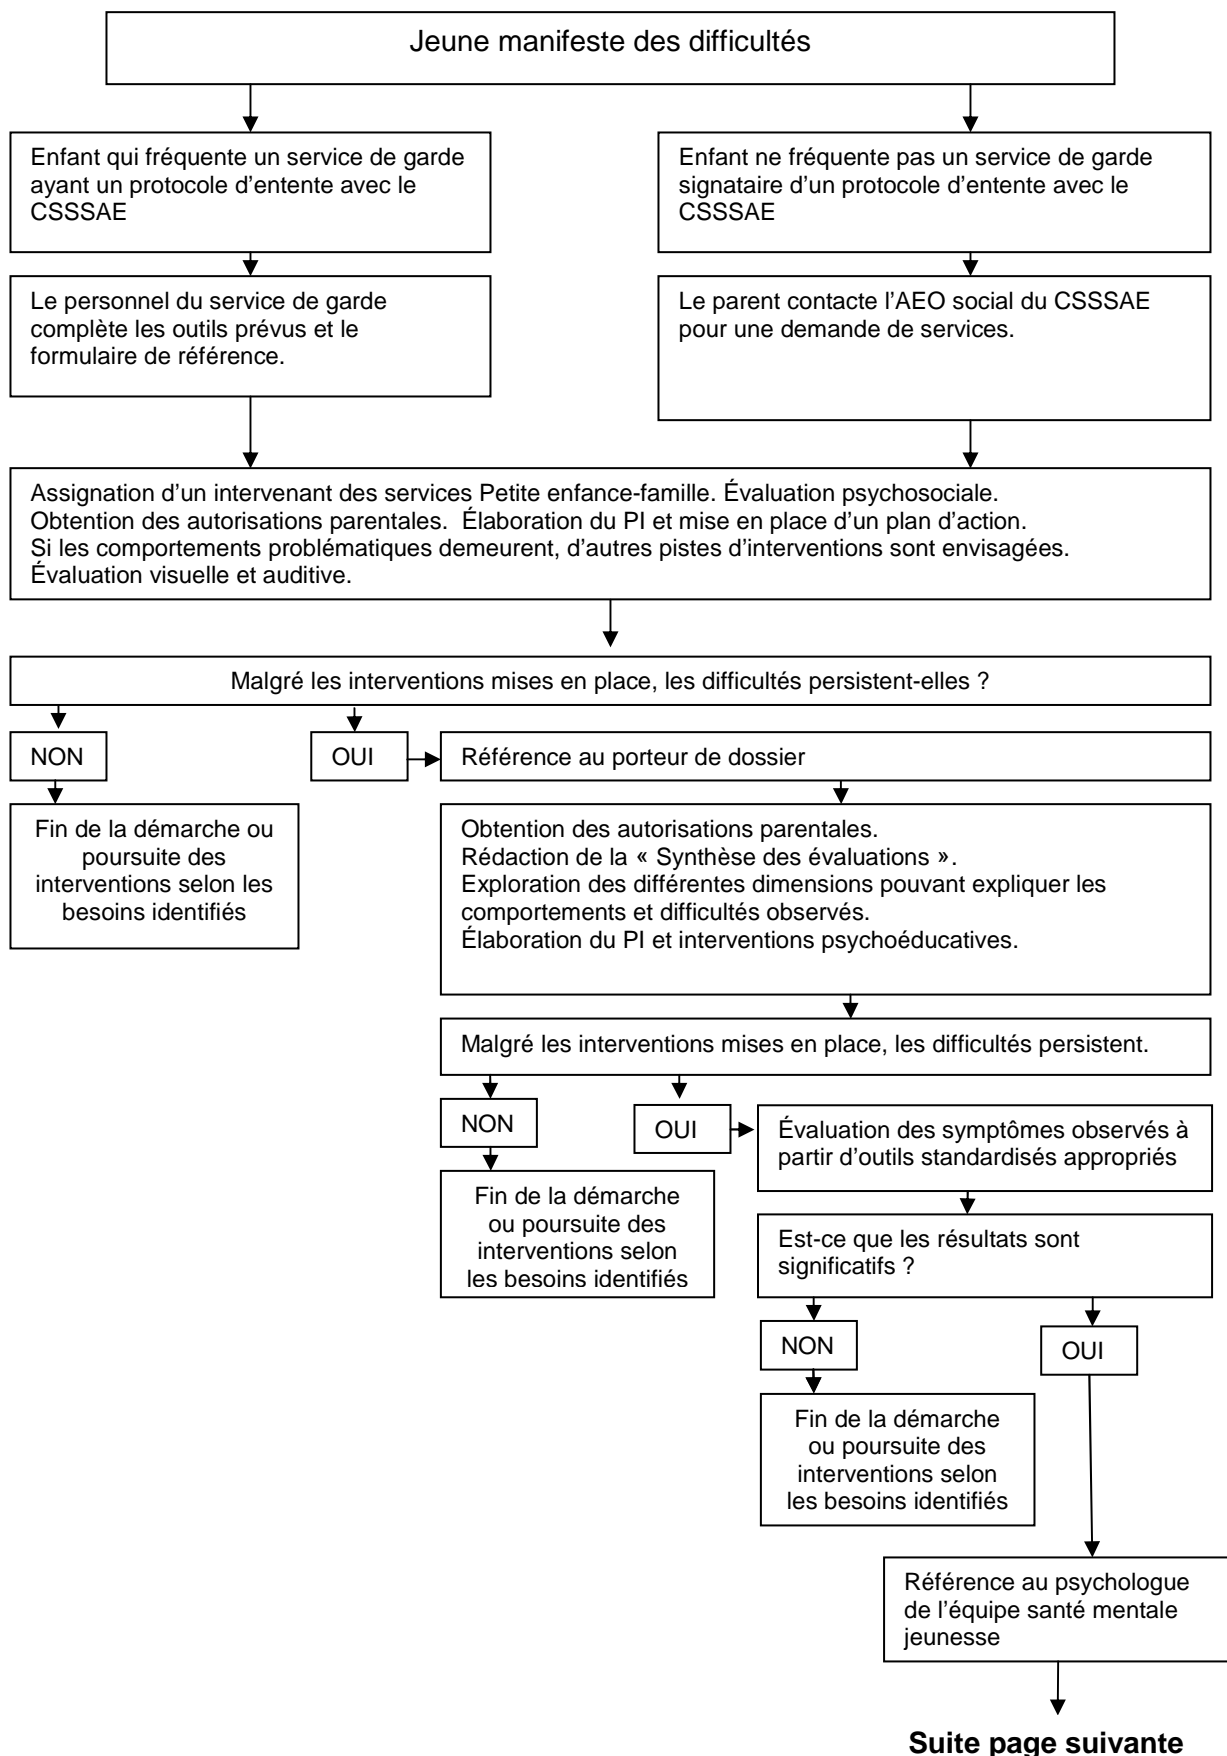 Jeune manifeste des difficultés
Enfant qui fréquente un service de garde
ayant un protocole d'entente avec le
CSSSAE
Enfant ne fréquente pas un service de garde
signataire d'un protocole d'entente avec le
CSSSAE
Le personnel du service de garde
complète les outils prévus et le
formulaire de référence.
Le parent contacte l'AEO social du CSSSAE
pour une demande de services.
Assignation d'un intervenant des services Petite enfance-famille. Évaluation psychosociale.
Obtention des autorisations parentales. Élaboration du PI et mise en place d'un plan d'action.
Si les comportements problématiques demeurent, d'autres pistes d'interventions sont envisagées.
Évaluation visuelle et auditive.
Malgré les interventions mises en place, les difficultés persistent-elles ?
NON
OUI
Référence au porteur de dossier
Fin de la démarche ou
poursuite des
interventions selon les
besoins identifiés
Obtention des autorisations parentales.
Rédaction de la « Synthèse des évaluations ».
Exploration des différentes dimensions pouvant expliquer les
comportements et difficultés observés.
Élaboration du PI et interventions psychoéducatives.
Malgré les interventions mises en place, les difficultés persistent.
NON
OUI
Évaluation des symptômes observés à
partir d'outils standardisés appropriés
Fin de la démarche
ou poursuite des
interventions selon
les besoins identifiés
Est-ce que les résultats sont
significatifs ?
NON
OUI
Fin de la démarche
ou poursuite des
interventions selon
les besoins identifiés
Référence au psychologue
de l'équipe santé mentale
jeunesse
Suite page suivante